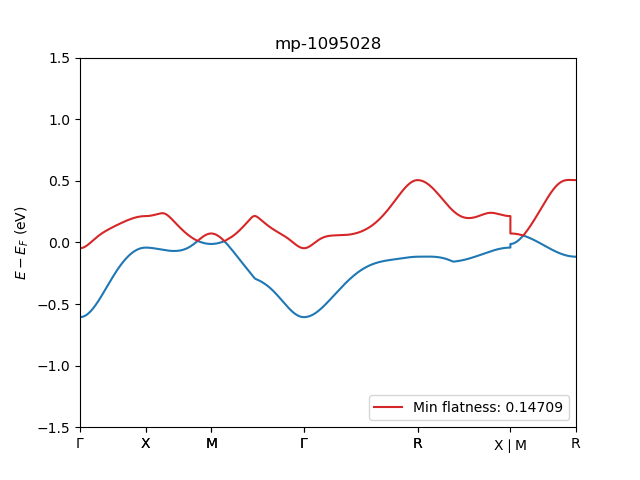 mp-1095028
1.5
1.0
0.5
0.0
−0.5
−1.0
−1.5
E − E_F (eV)
Γ X M Γ R X | M R
Min flatness: 0.14709